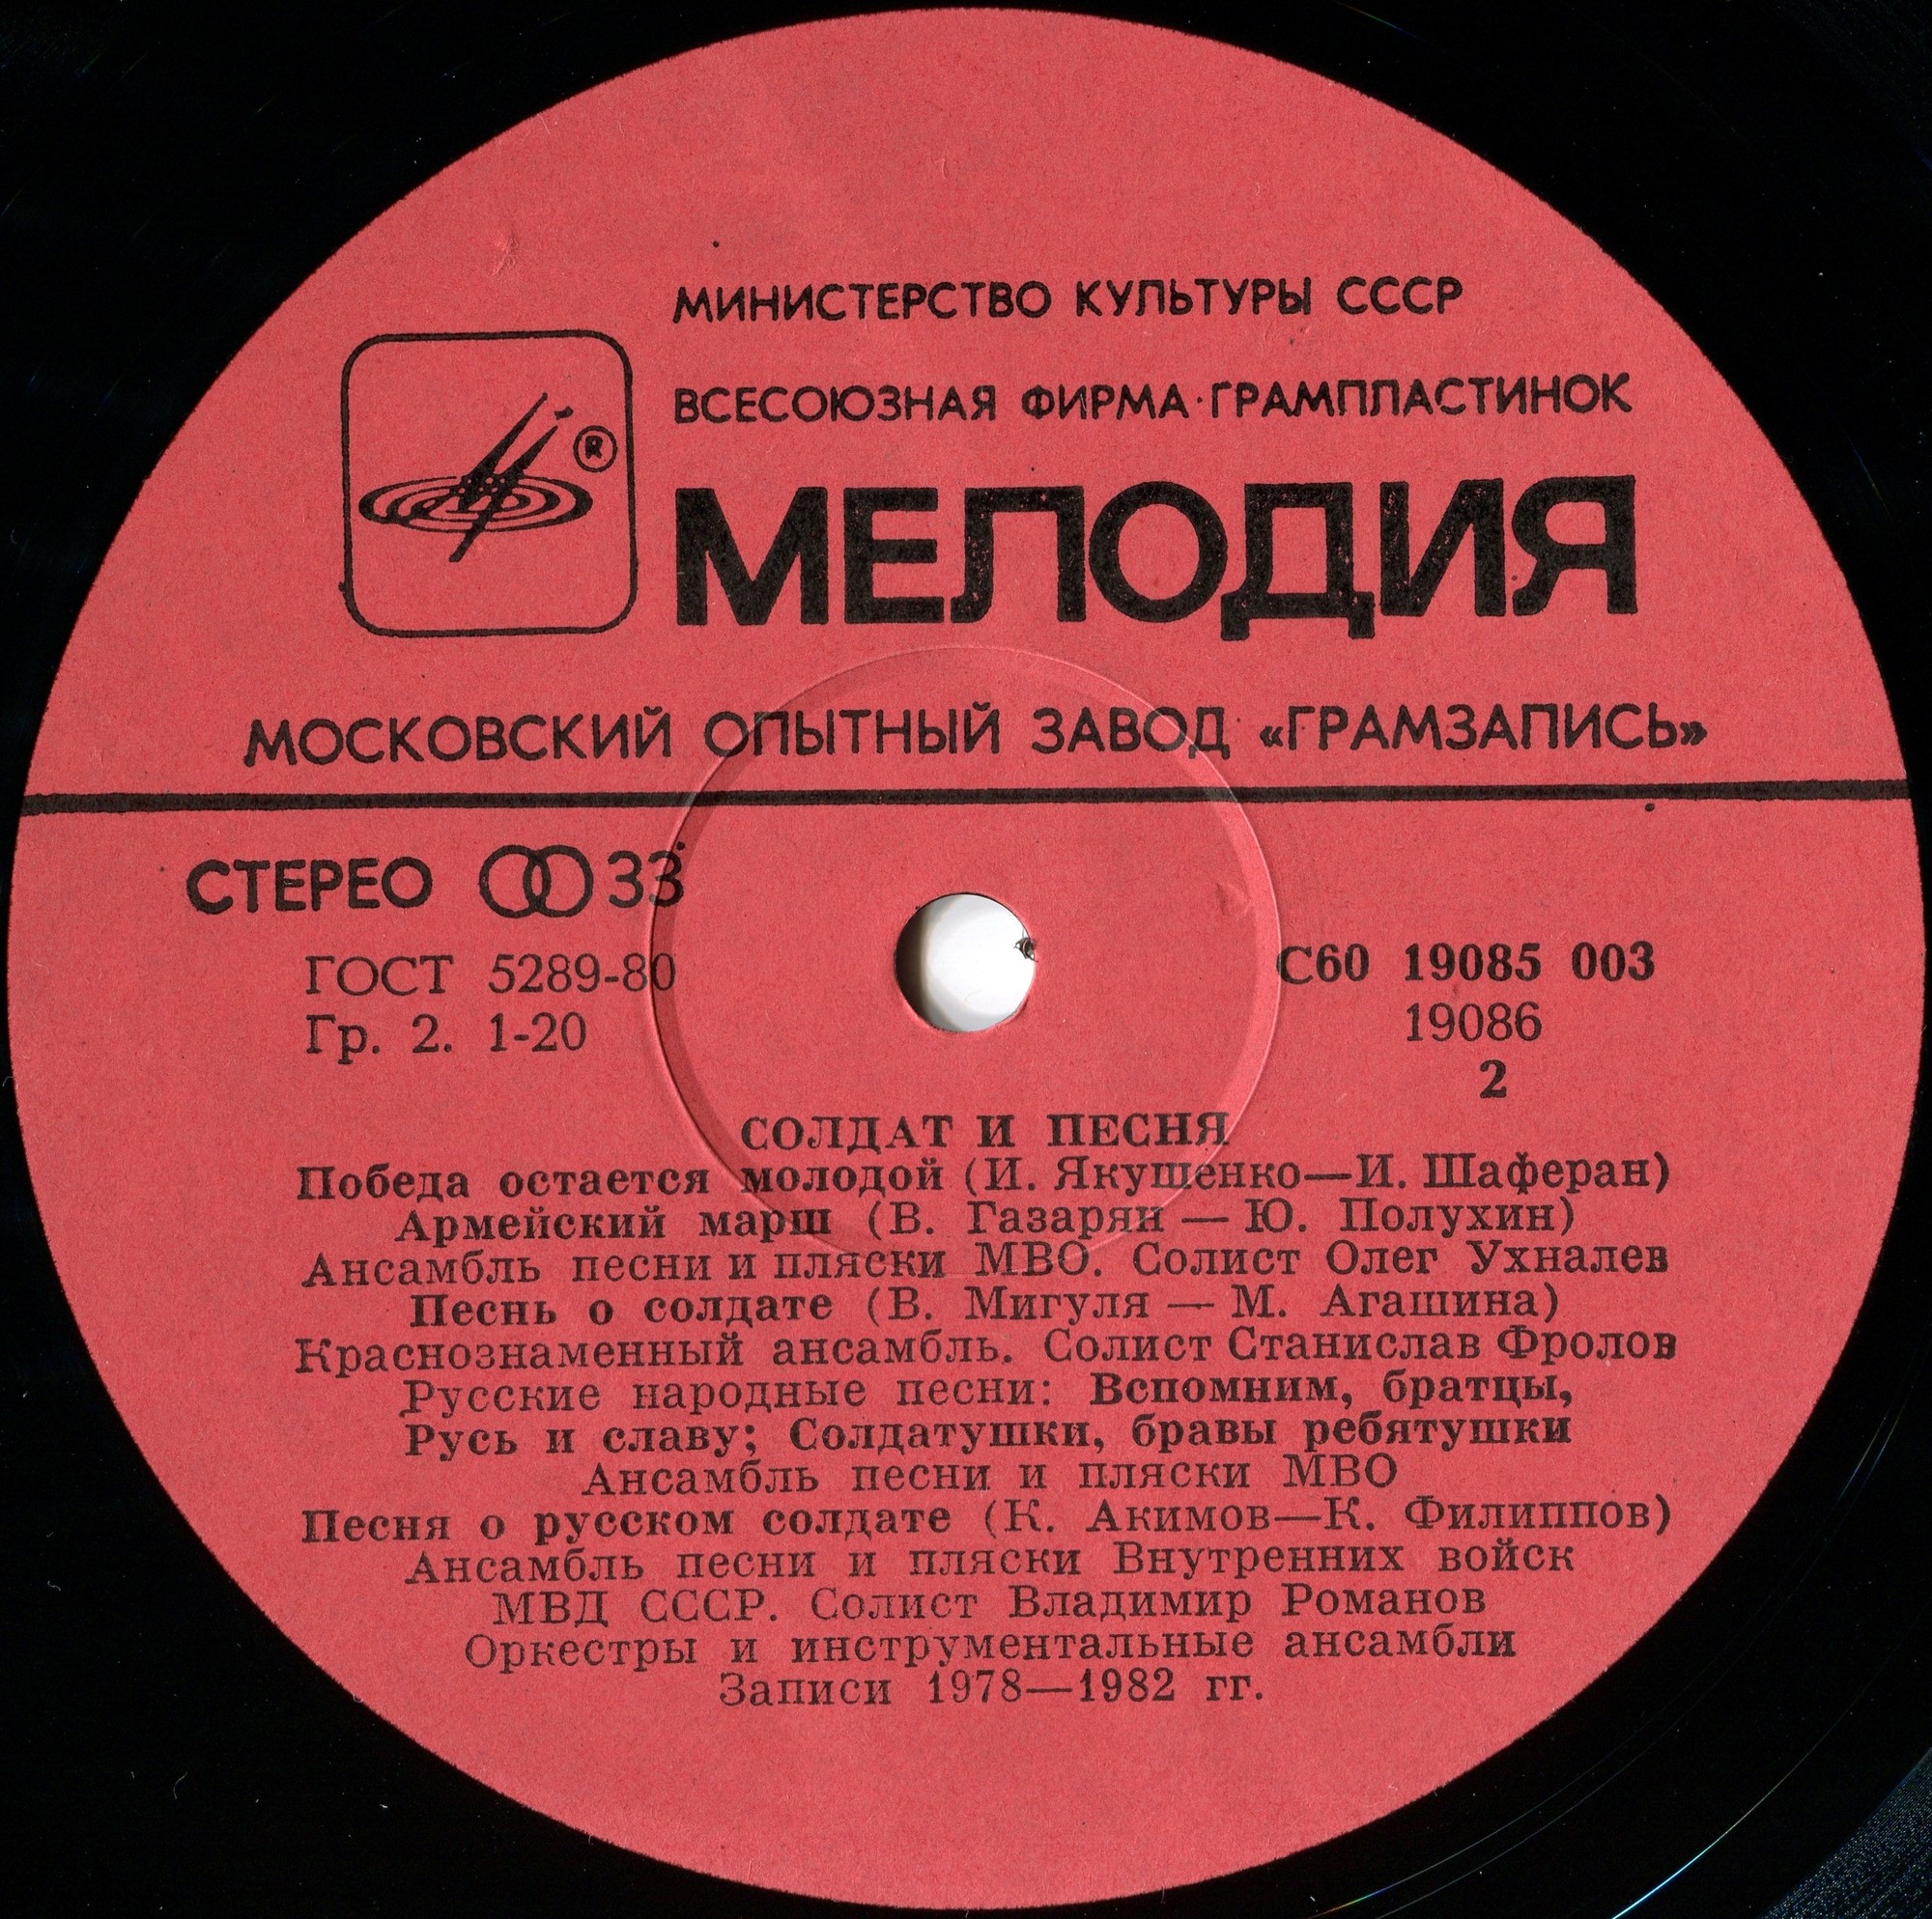 МИНИСТЕРСТВО КУЛЬТУРЫ СССР
ВСЕСОЮЗНАЯ ФИРМА ГРАМПЛАСТИНОК
®
МЕЛОДИЯ
МОСКОВСКИЙ ОПЫТНЫЙ ЗАВОД «ГРАМЗАПИСЬ»
СТЕРЕО 33
ГОСТ 5289-80
Гр. 2. 1-20
С60 19085 003
19086
2
СОЛДАТ И ПЕСНЯ
Победа остается молодой (И. Якушенко—И. Шаферан)
Армейский марш (В. Газарян — Ю. Полухин)
Ансамбль песни и пляски МВО. Солист Олег Ухналев
Песнь о солдате (В. Мигуля — М. Агашина)
Краснознаменный ансамбль. Солист Станислав Фролов
Русские народные песни: Вспомним, братцы,
Русь и славу; Солдатушки, бравы ребятушки
Ансамбль песни и пляски МВО
Песня о русском солдате (К. Акимов—К. Филиппов)
Ансамбль песни и пляски Внутренних войск
МВД СССР. Солист Владимир Романов
Оркестры и инструментальные ансамбли
Записи 1978—1982 гг.